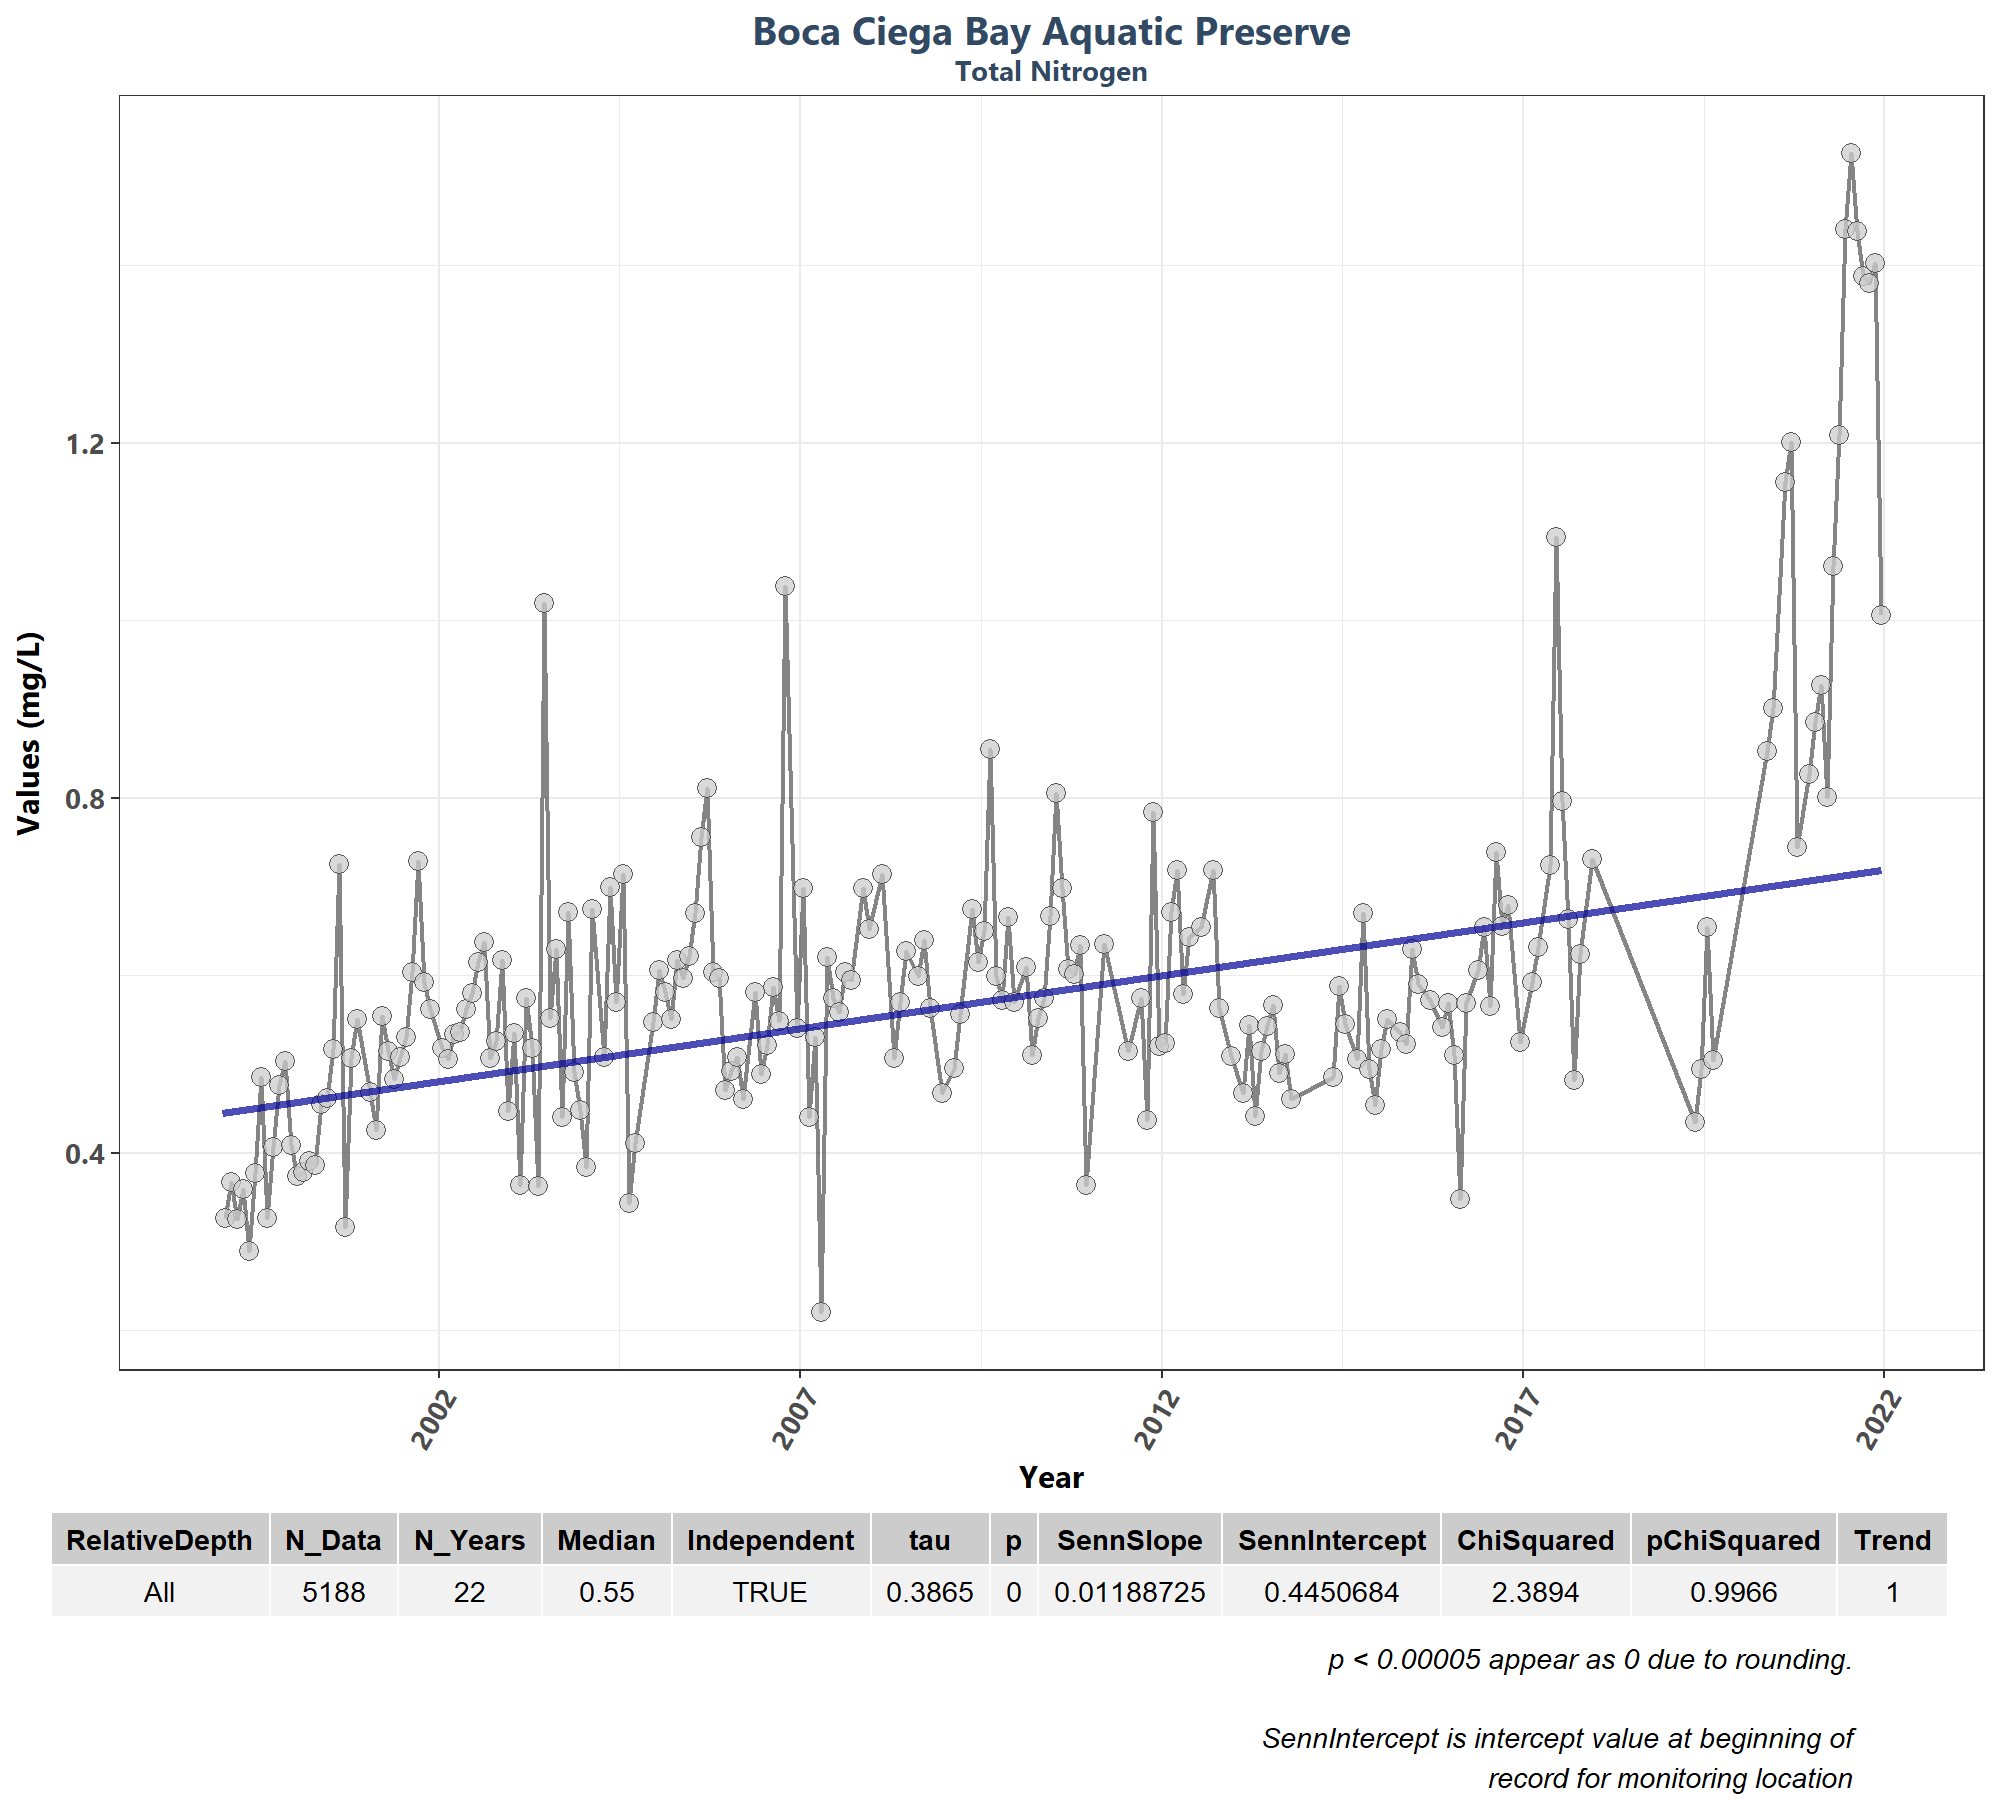 Boca Ciega Bay Aquatic Preserve
Total Nitrogen
Values (mg/L)
1.2
0.8
0.4
2002 2007 2012 2017 2022
Year
RelativeDepth N_Data N_Years Median Independent tau p SennSlope SennIntercept ChiSquared pChiSquared Trend
All 5188 22 0.55 TRUE 0.3865 0 0.01188725 0.4450684 2.3894 0.9966 1
p < 0.00005 appear as 0 due to rounding.
SennIntercept is intercept value at beginning of
record for monitoring location